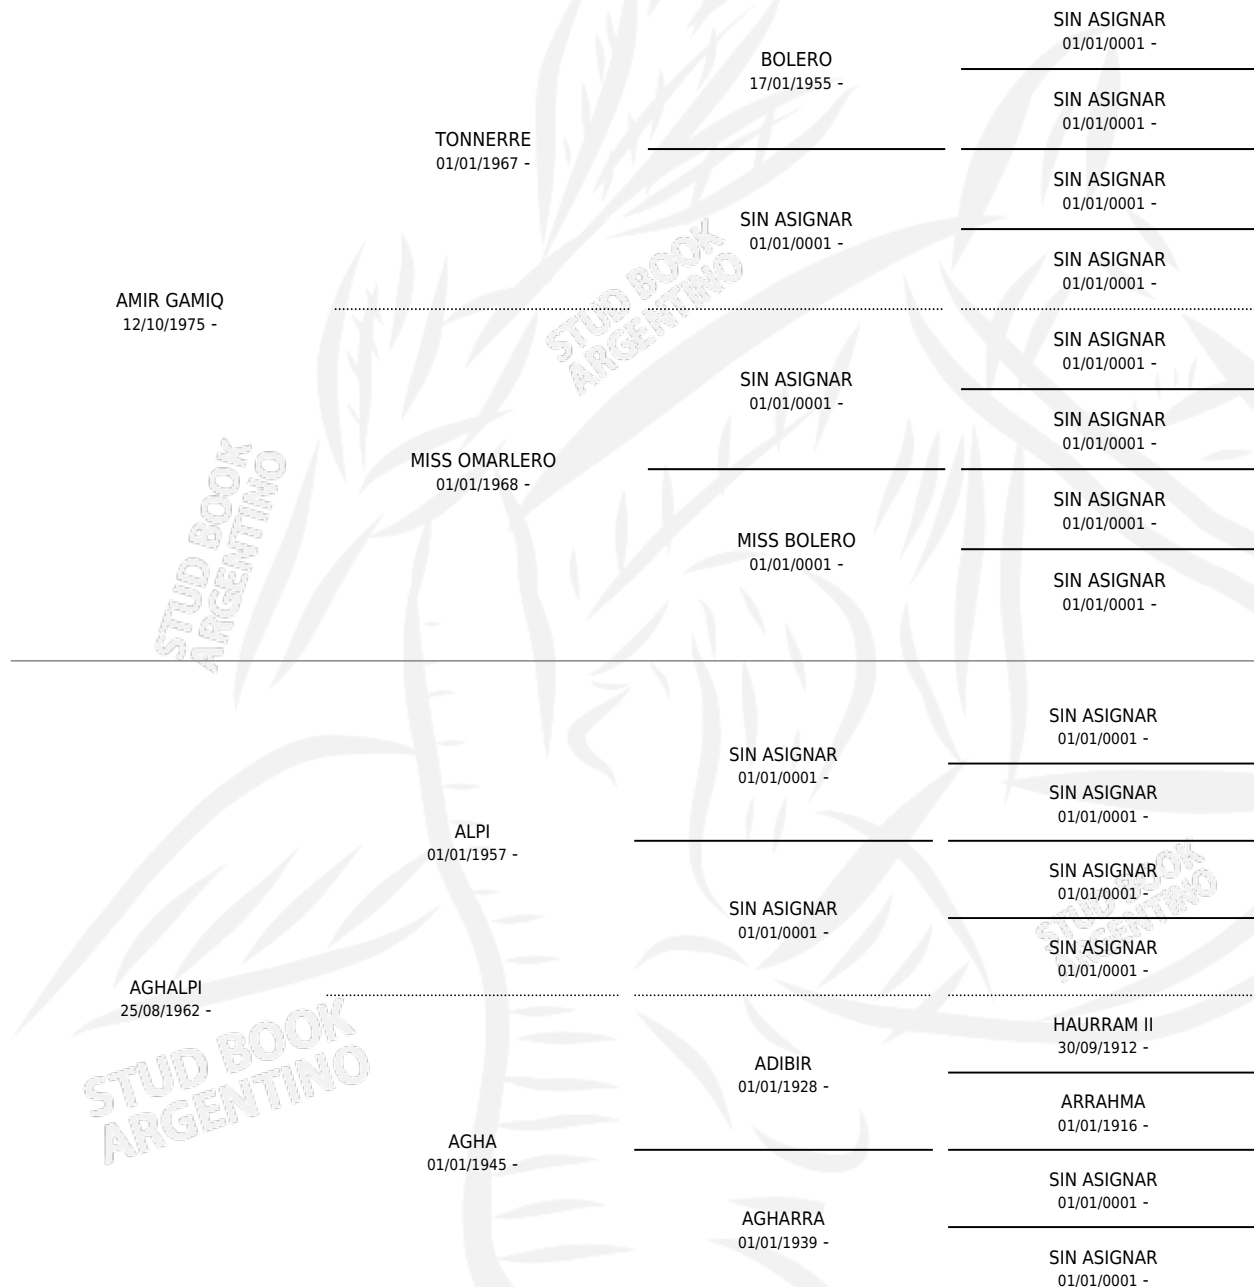 SIN ASIGNAR
01/01/0001 -
BOLERO
17/01/1955 -
SIN ASIGNAR
01/01/0001 -
TONNERRE
01/01/1967 -
SIN ASIGNAR
01/01/0001 -
SIN ASIGNAR
01/01/0001 -
SIN ASIGNAR
01/01/0001 -
STUD BOOK
ARGENTINO
AMIR GAMIQ
12/10/1975 -
SIN ASIGNAR
01/01/0001 -
SIN ASIGNAR
01/01/0001 -
SIN ASIGNAR
01/01/0001 -
MISS OMARLERO
01/01/1968 -
STUD BOOK
ARGENTINO
SIN ASIGNAR
01/01/0001 -
MISS BOLERO
01/01/0001 -
SIN ASIGNAR
01/01/0001 -
SIN ASIGNAR
01/01/0001 -
SIN ASIGNAR
01/01/0001 -
SIN ASIGNAR
01/01/0001 -
ALPI
01/01/1957 -
SIN ASIGNAR
01/01/0001 -
SIN ASIGNAR
01/01/0001 -
STUD BOOK
ARGENTINO
SIN ASIGNAR
01/01/0001 -
AGHALPI
25/08/1962 -
STUD BOOK
ARGENTINO
HAURRAM II
30/09/1912 -
ADIBIR
01/01/1928 -
ARRAHMA
01/01/1916 -
AGHA
01/01/1945 -
SIN ASIGNAR
01/01/0001 -
AGHARRA
01/01/1939 -
SIN ASIGNAR
01/01/0001 -